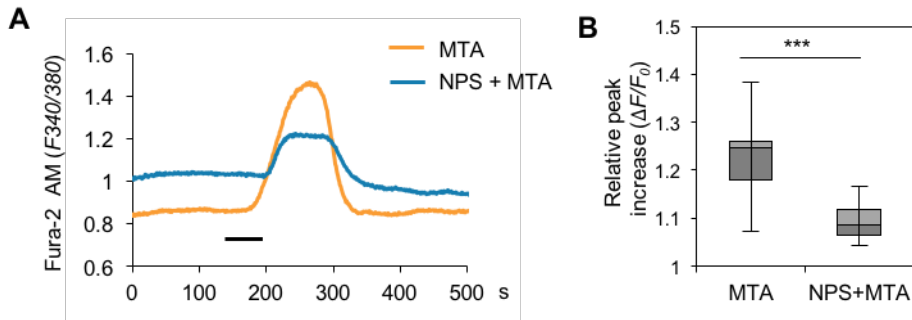 A
Fura-2 AM (F340/380)
1.6
1.4
1.2
1
0.8
0.6
0
100
200
300
400
500
s
MTA
NPS + MTA
B
Relative peak
increase (ΔF/F₀)
1.5
1.4
1.3
1.2
1.1
1
***
MTA
NPS+MTA